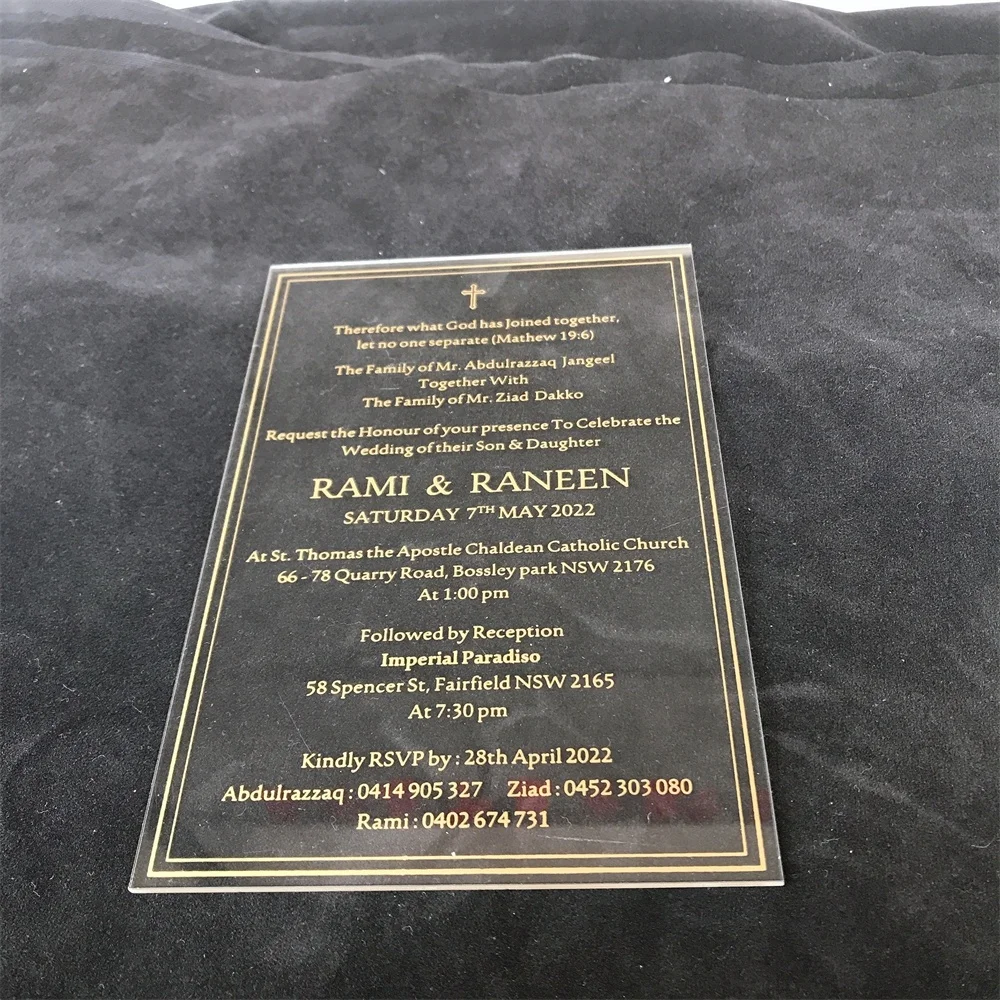 Therefore what God has Joined together,
let no one separate (Mathew 19:6)
The Family of Mr. Abdulrazzaq Jangeel
Together With
The Family of Mr. Ziad Dakko
Request the Honour of your presence To Celebrate the
Wedding of their Son & Daughter
RAMI & RANEEN
SATURDAY 7TH MAY 2022
At St. Thomas the Apostle Chaldean Catholic Church
66 - 78 Quarry Road, Bossley park NSW 2176
At 1:00 pm
Followed by Reception
Imperial Paradiso
58 Spencer St, Fairfield NSW 2165
At 7:30 pm
Kindly RSVP by : 28th April 2022
Abdulrazzaq : 0414 905 327 Ziad : 0452 303 080
Rami : 0402 674 731